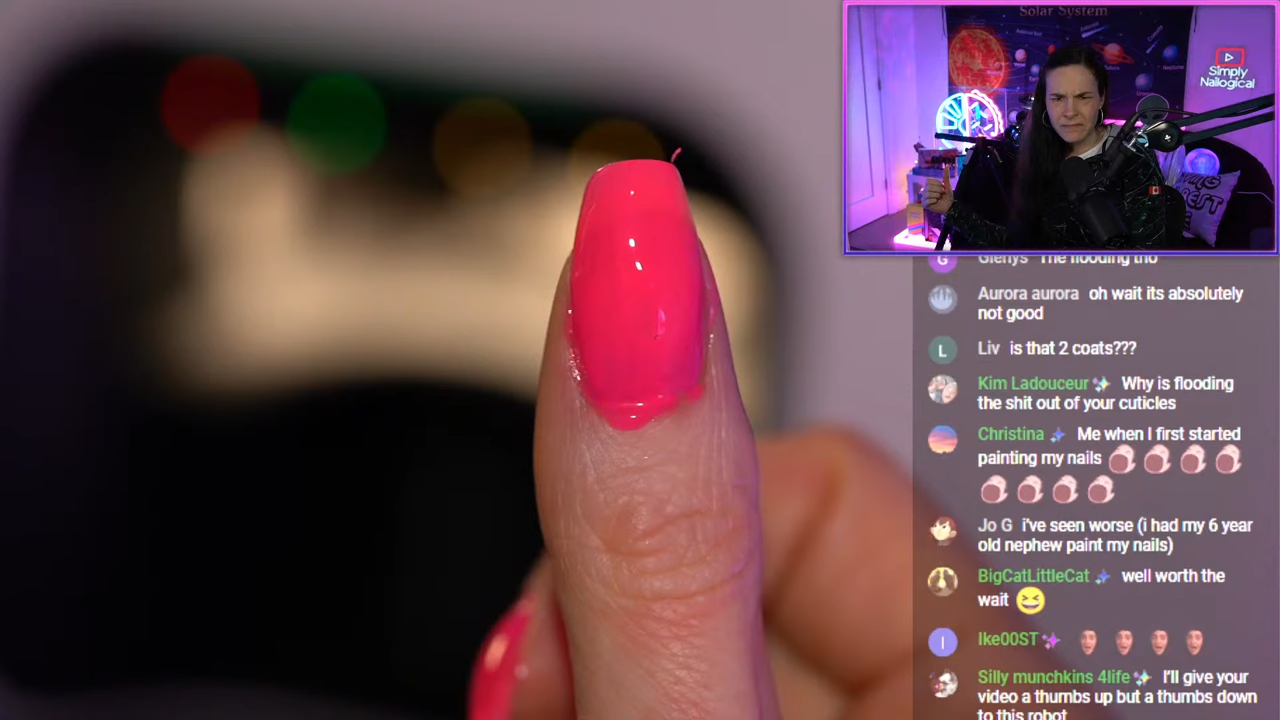 Solar System
Simply
Nailogical
Glenys The flooding tho
Aurora aurora oh wait its absolutely
not good
L
Liv is that 2 coats???
Kim Ladouceur Why is flooding
the shit out of your cuticles
Christina Me when I first started
painting my nails
Jo G i've seen worse (i had my 6 year
old nephew paint my nails)
BigCatLittleCat well worth the
wait
I
Ike00ST
Silly munchkins 4life I'll give your
video a thumbs up but a thumbs down
to this robot